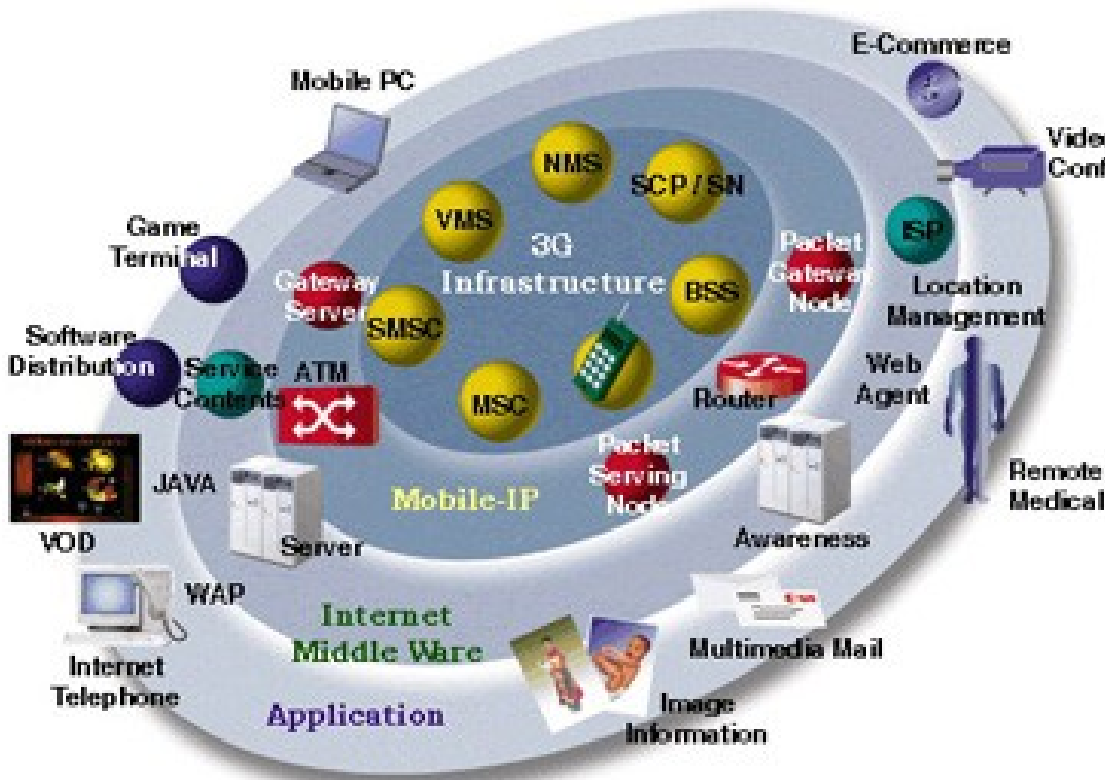 E-Commerce
Mobile PC
Video
Conf
NMS
SCP / SN
VMS
ISP
Game
Terminal
3G
Infrastructure
Packet
Gateway
Node
Gateway
Server
BSS
Location
Management
SMSC
Software
Distribution
Service
Contents
ATM
Web
Agent
MSC
Router
Packet
Serving
Node
Remote
Medical
JAVA
Mobile-IP
VOD
Server
Awareness
WAP
Internet
Middle Ware
Multimedia Mail
Internet
Telephone
Application
Image
Information